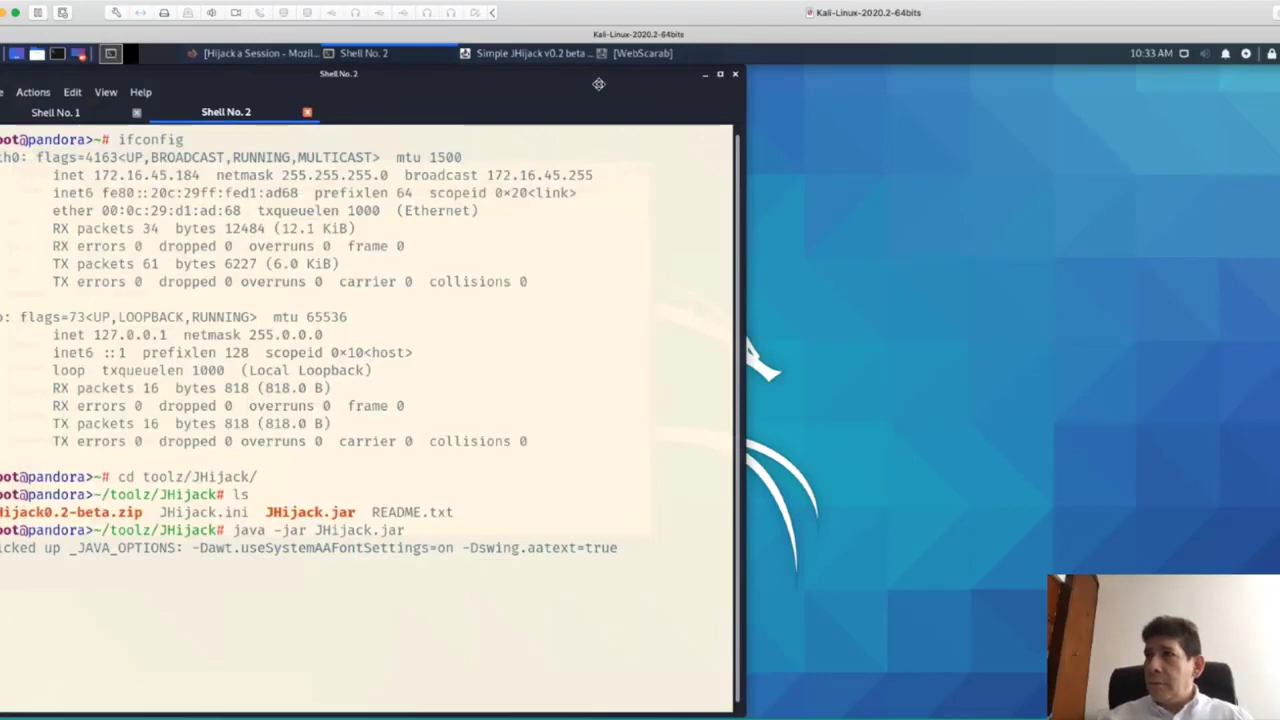 Kali-Linux-2020.2-64bits
Kali-Linux-2020.2-64bits
[Hijack a Session - Mozil... Shell No. 2 Simple JHijack v0.2 beta ... [WebScarab] 10:33 AM
Shell No. 2
Actions Edit View Help
Shell No. 1 Shell No. 2
oot@pandora>~# ifconfig
th0: flags=4163<UP,BROADCAST,RUNNING,MULTICAST> mtu 1500
inet 172.16.45.184 netmask 255.255.255.0 broadcast 172.16.45.255
inet6 fe80::20c:29ff:fed1:ad68 prefixlen 64 scopeid 0×20<link>
ether 00:0c:29:d1:ad:68 txqueuelen 1000 (Ethernet)
RX packets 34 bytes 12484 (12.1 KiB)
RX errors 0 dropped 0 overruns 0 frame 0
TX packets 61 bytes 6227 (6.0 KiB)
TX errors 0 dropped 0 overruns 0 carrier 0 collisions 0
o: flags=73<UP,LOOPBACK,RUNNING> mtu 65536
inet 127.0.0.1 netmask 255.0.0.0
inet6 ::1 prefixlen 128 scopeid 0×10<host>
loop txqueuelen 1000 (Local Loopback)
RX packets 16 bytes 818 (818.0 B)
RX errors 0 dropped 0 overruns 0 frame 0
TX packets 16 bytes 818 (818.0 B)
TX errors 0 dropped 0 overruns 0 carrier 0 collisions 0
oot@pandora>~# cd toolz/JHijack/
oot@pandora>~/toolz/JHijack# ls
Hijack0.2-beta.zip JHijack.ini JHijack.jar README.txt
oot@pandora>~/toolz/JHijack# java -jar JHijack.jar
icked up _JAVA_OPTIONS: -Dawt.useSystemAAFontSettings=on -Dswing.aatext=true